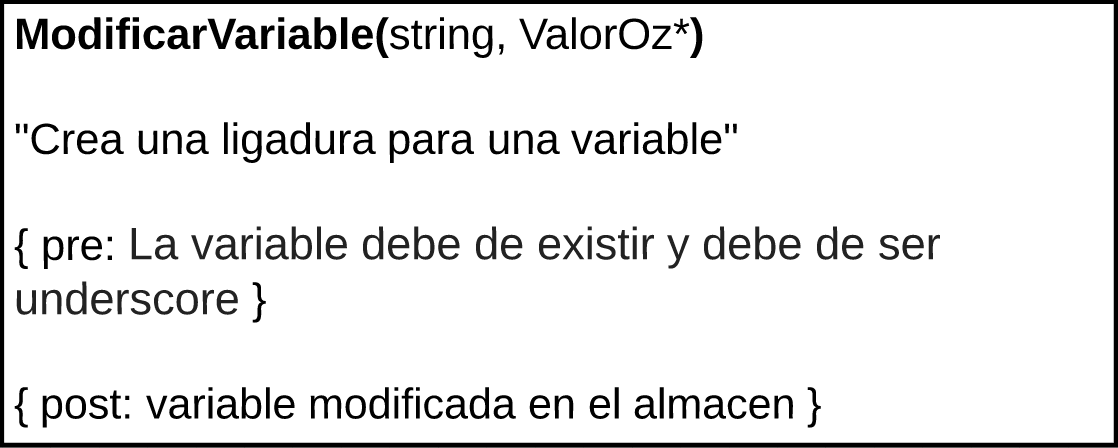 ModificarVariable(string, ValorOz*)
"Crea una ligadura para una variable"
{ pre: La variable debe de existir y debe de ser
underscore }
{ post: variable modificada en el almacen }